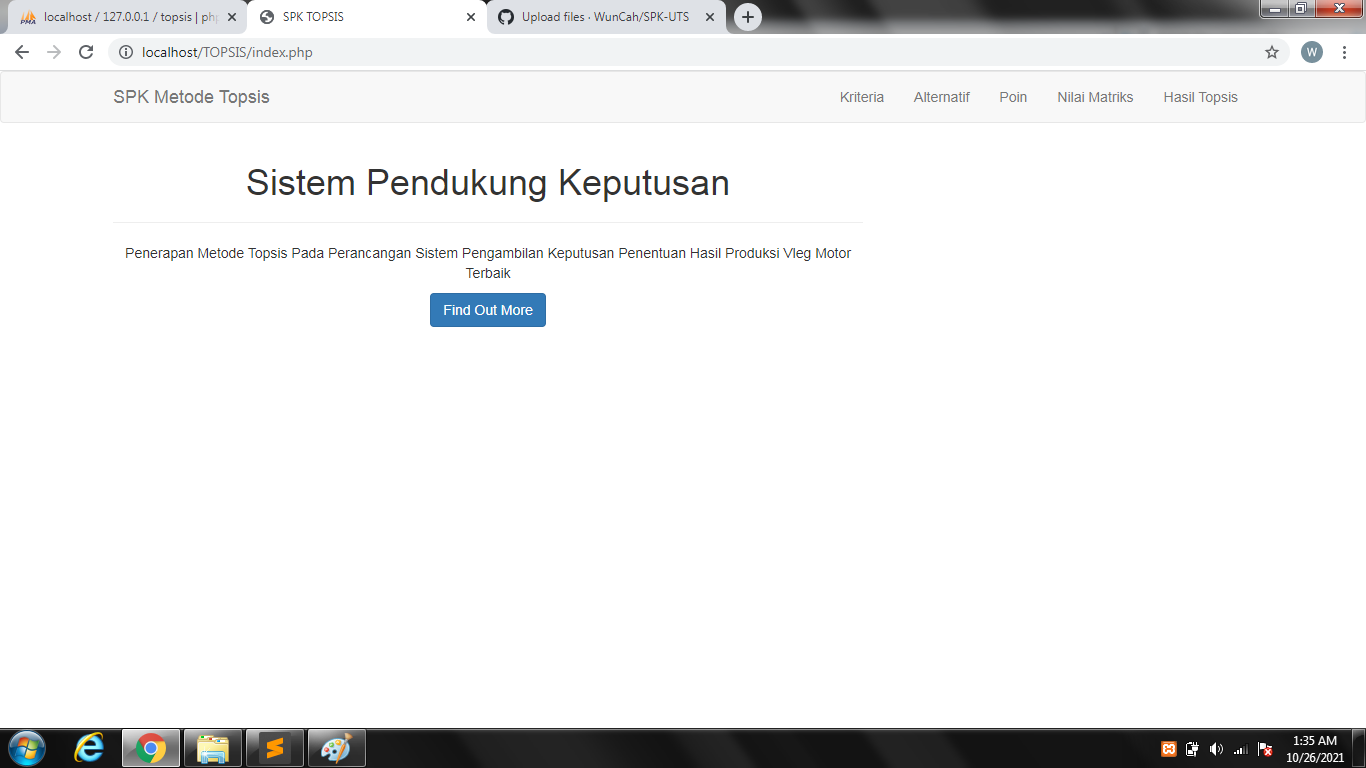 localhost / 127.0.0.1 / topsis | php
SPK TOPSIS
Upload files · WunCah/SPK-UTS
localhost/TOPSIS/index.php
W
SPK Metode Topsis
Kriteria
Alternatif
Poin
Nilai Matriks
Hasil Topsis
Sistem Pendukung Keputusan
Penerapan Metode Topsis Pada Perancangan Sistem Pengambilan Keputusan Penentuan Hasil Produksi Vleg Motor
Terbaik
Find Out More
1:35 AM
10/26/2021